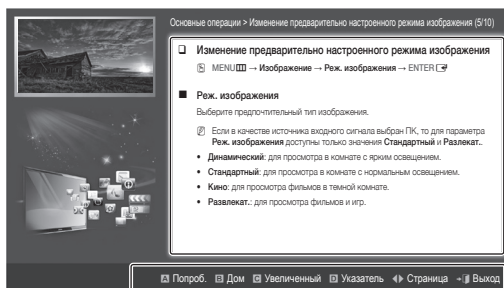 Основные операции > Изменение предварительно настроенного режима изображения (5/10)
❑ Изменение предварительно настроенного режима изображения
MENU → Изображение → Реж. изображения → ENTER
■ Реж. изображения
Выберите предпочтительный тип изображения.
Если в качестве источника входного сигнала выбран ПК, то для параметра
Реж. изображения доступны только значения Стандартный и Разлекат..
• Динамический: для просмотра в комнате с ярким освещением.
• Стандартный: для просмотра в комнате с нормальным освещением.
• Кино: для просмотра фильмов в темной комнате.
• Развлекат.: для просмотра фильмов и игр.
A Попроб. B Дом C Увеличенный D Указатель ◄► Страница Выход